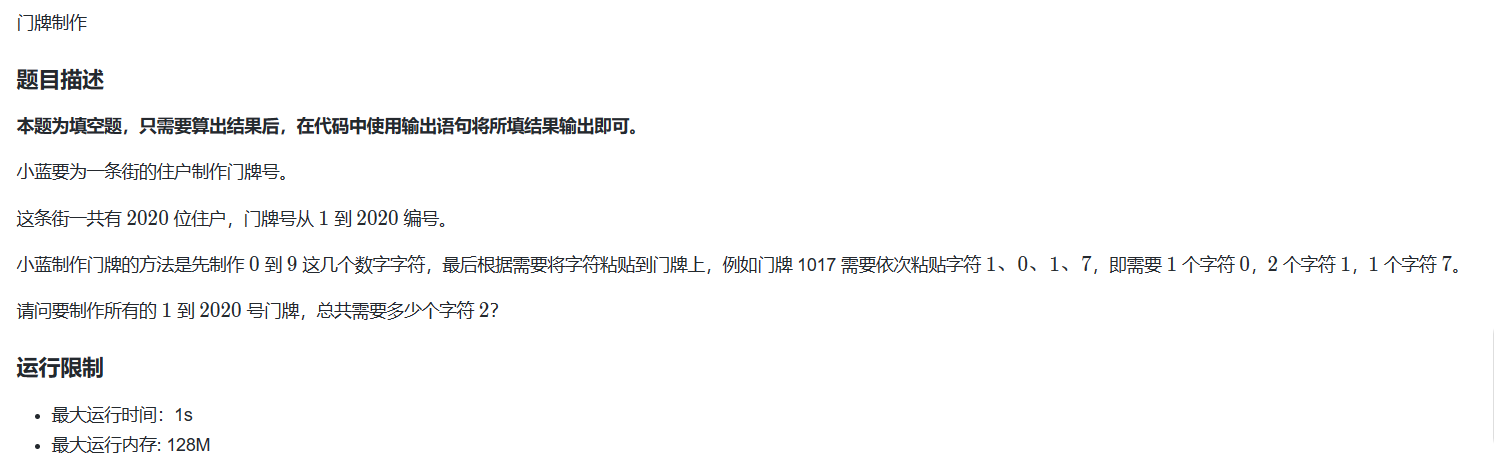 门牌制作
题目描述
本题为填空题，只需要算出结果后，在代码中使用输出语句将所填结果输出即可。
小蓝要为一条街的住户制作门牌号。
这条街一共有 2020 位住户，门牌号从 1 到 2020 编号。
小蓝制作门牌的方法是先制作 0 到 9 这几个数字字符，最后根据需要将字符粘贴到门牌上，例如门牌 1017 需要依次粘贴字符 1、0、1、7，即需要 1 个字符 0，2 个字符 1，1 个字符 7。
请问要制作所有的 1 到 2020 号门牌，总共需要多少个字符 2？
运行限制
• 最大运行时间：1s
• 最大运行内存: 128M